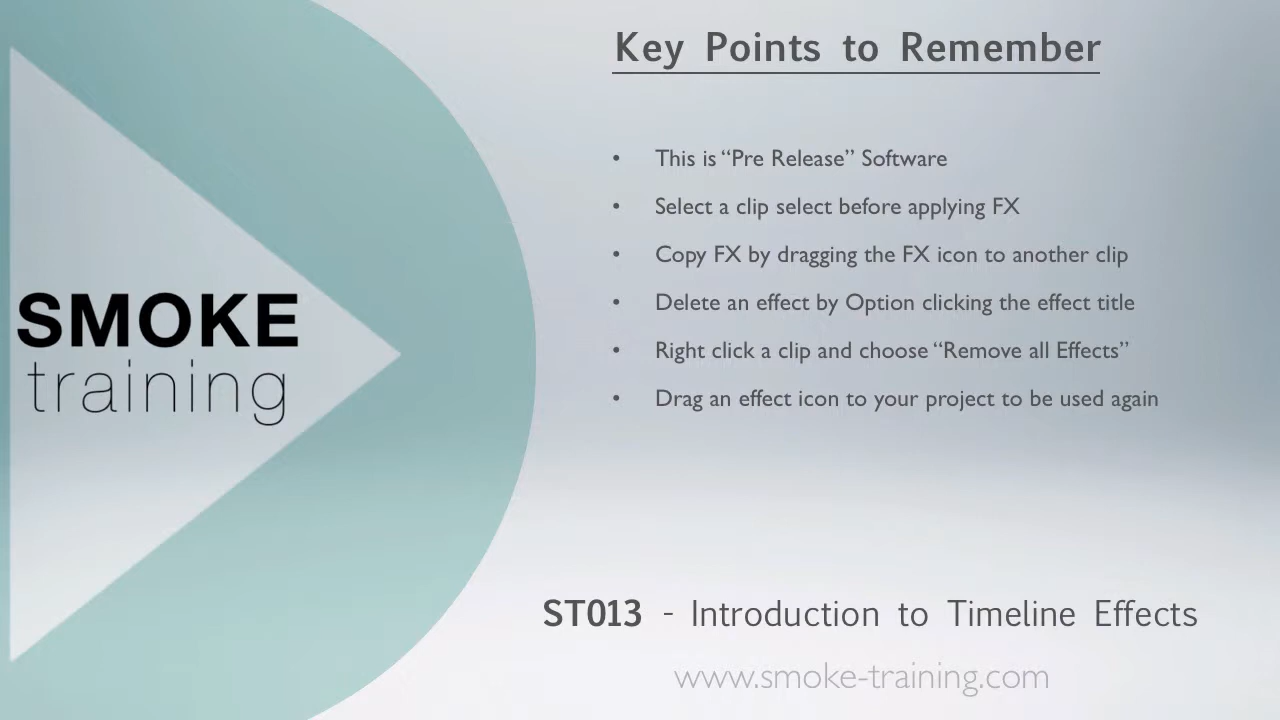 Key Points to Remember
• This is “Pre Release” Software
• Select a clip select before applying FX
• Copy FX by dragging the FX icon to another clip
• Delete an effect by Option clicking the effect title
• Right click a clip and choose “Remove all Effects”
• Drag an effect icon to your project to be used again
SMOKE
training
ST013 - Introduction to Timeline Effects
www.smoke-training.com